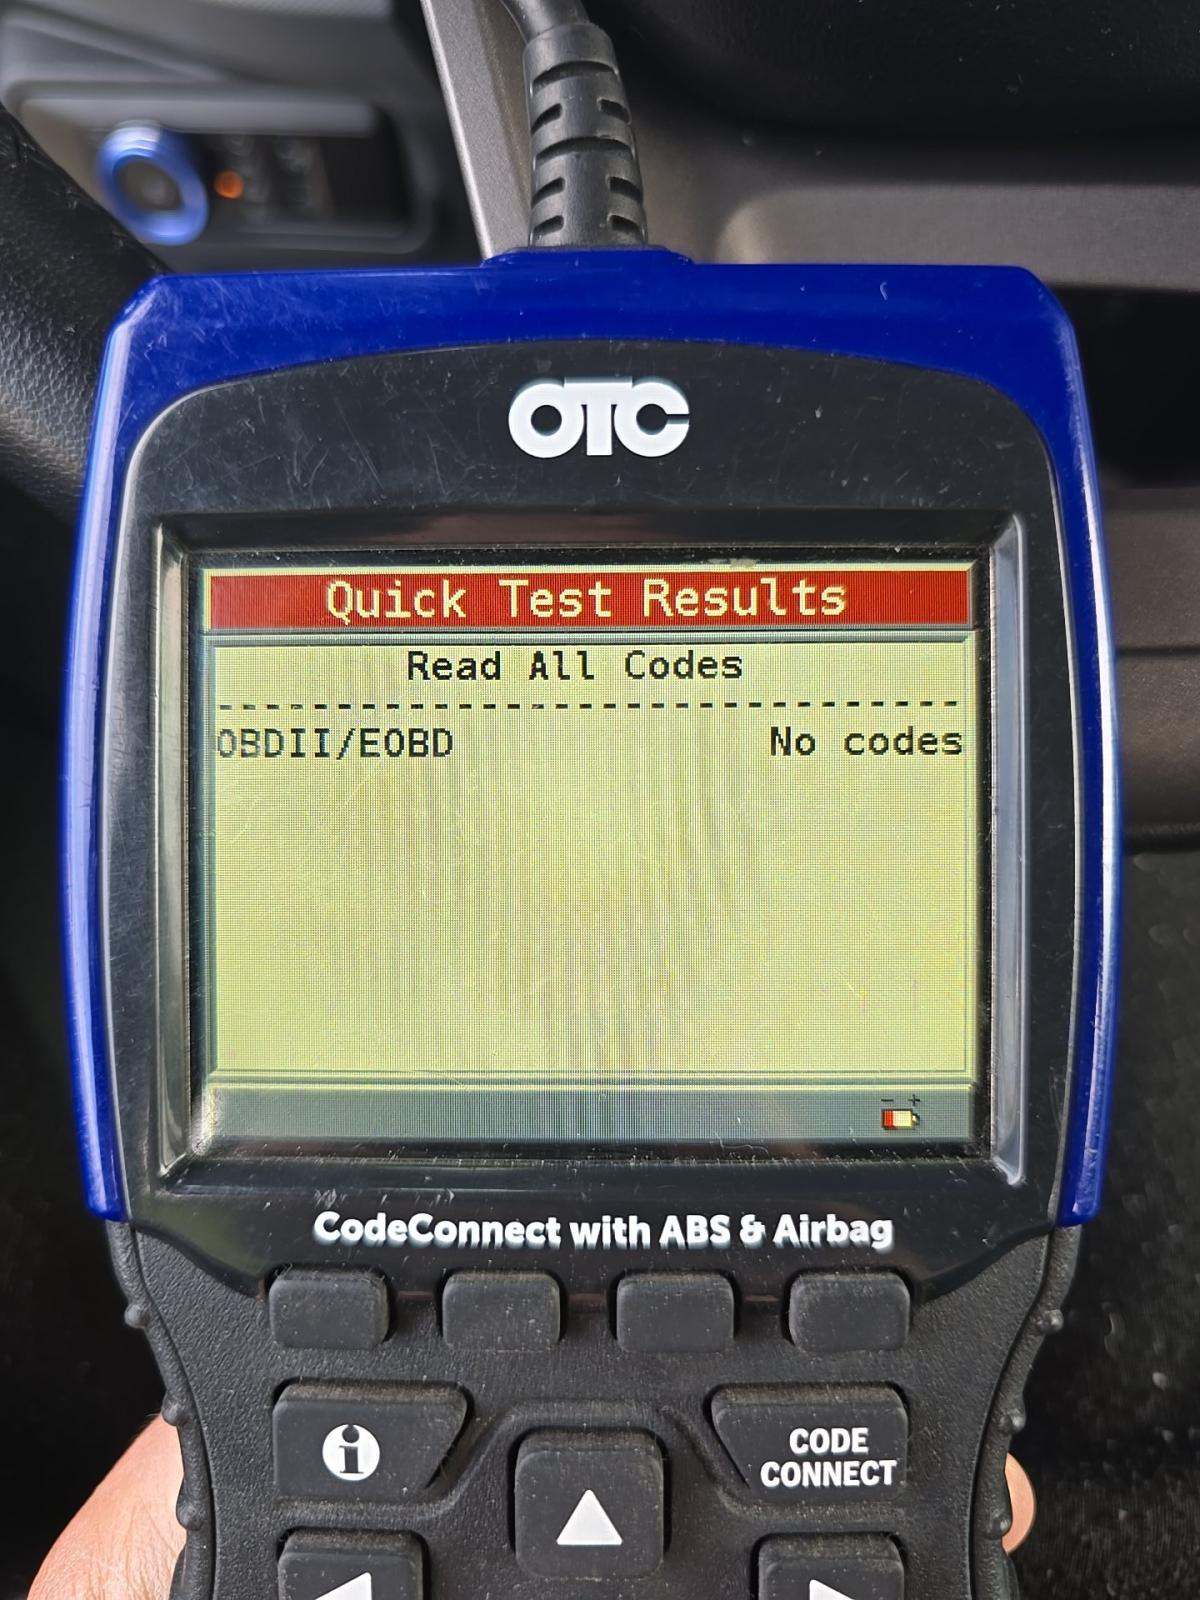 OTC
Quick Test Results
Read All Codes
OBDII/EOBD No codes
- +
CodeConnect with ABS & Airbag
i
CODE
CONNECT